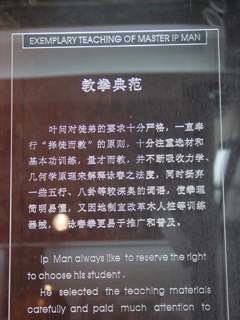 EXEMPLARY TEACHING OF MASTER IP MAN
教拳典范
叶问对徒弟的要求十分严格，一直奉
行“择徒而教”的原则，十分注重选材和
基本功训练，量才而教，并不断吸收力学、
几何学原理来解释咏春之法度，同时扬弃
一些五行、八卦等较深奥的词语，使拳理
简明易懂，又因地制宜改革木人桩等训练
器械，咏春拳更易于推广和普及。
Ip Man always like to reserve the right
to choose his student .
He selected the teaching materials
carefully and paid much attention to